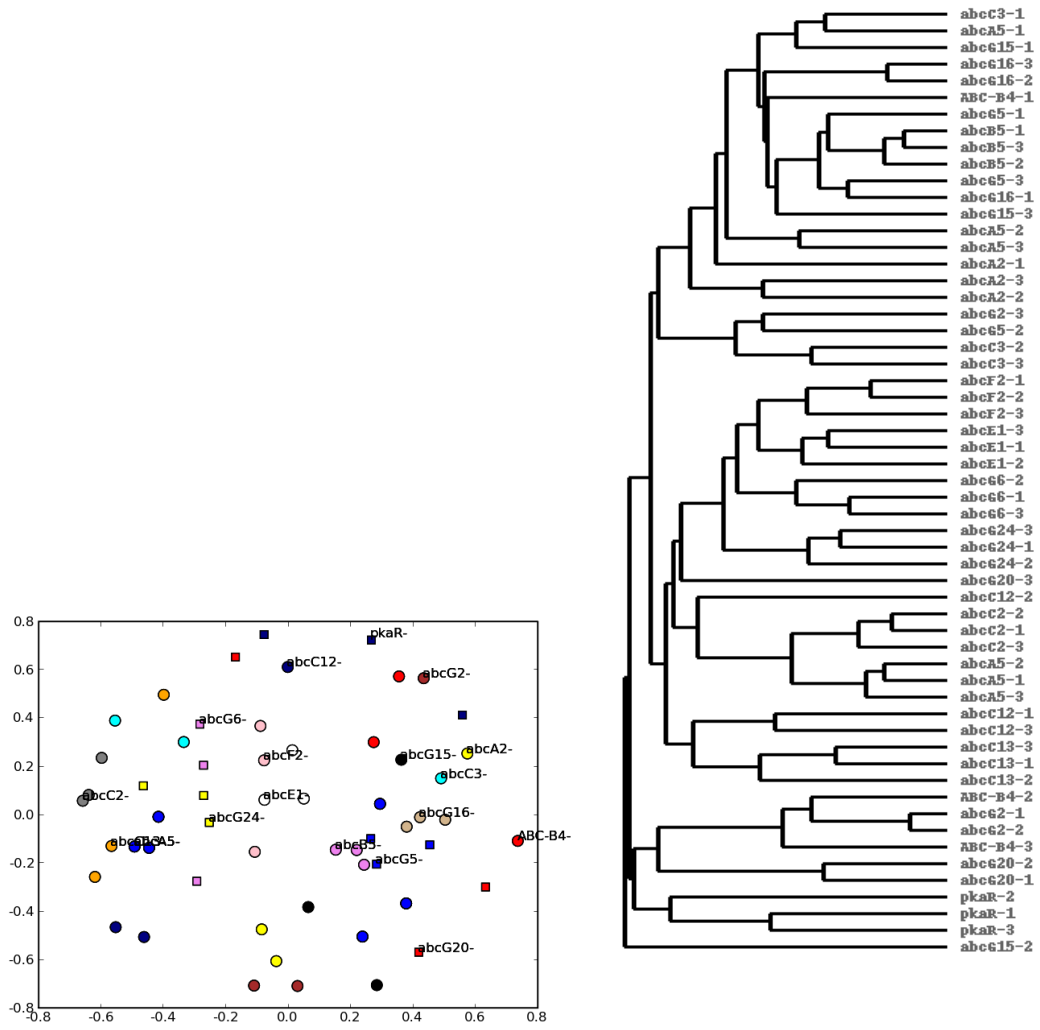 abcC3-1
abcA5-1
abcG15-1
abcG16-3
abcG16-2
ABC-B4-1
abcG5-1
abcB5-1
abcB5-3
abcB5-2
abcG5-3
abcG16-1
abcG15-3
abcA5-2
abcA5-3
abcA2-1
abcA2-3
abcA2-2
abcG2-3
abcG5-2
abcC3-2
abcC3-3
abcF2-1
abcF2-2
abcF2-3
abcE1-3
abcE1-1
abcE1-2
abcG6-2
abcG6-1
abcG6-3
abcG24-3
abcG24-1
abcG24-2
abcG20-3
abcC12-2
abcC2-2
abcC2-1
abcC2-3
abcA5-2
abcA5-1
abcA5-3
abcC12-1
abcC12-3
abcC13-3
abcC13-1
abcC13-2
ABC-B4-2
abcG2-1
abcG2-2
ABC-B4-3
abcG20-2
abcG20-1
pkaR-2
pkaR-1
pkaR-3
abcG15-2
0.8
pkaR-
abcC12-
abcG2-
0.6
0.4
abcG6-
abcF2-
abcG15-
abcA2-
0.2
abcC3-
abcC2-
abcE1-
0.0
abcG24-
abcG16-
abcA5-
abcB5-
ABC-B4-
-0.2
abcG5-
-0.4
abcG20-
-0.6
-0.8
-0.8 -0.6 -0.4 -0.2 0.0 0.2 0.4 0.6 0.8